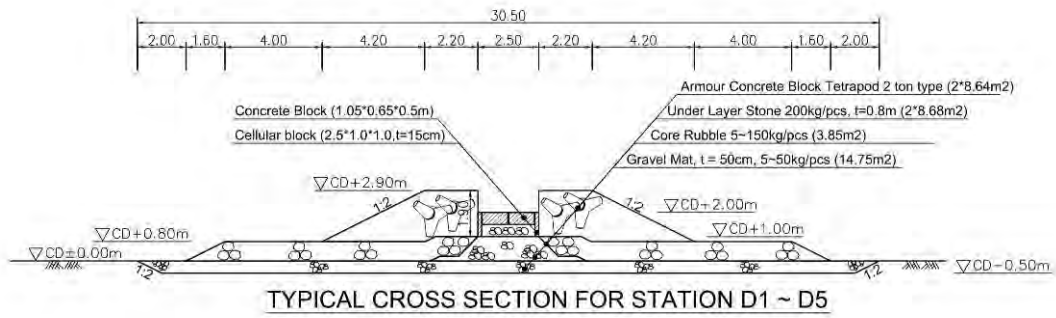 30.50
2.00 1.60 4.00 4.20 2.20 2.50 2.20 4.20 4.00 1.60 2.00
Armour Concrete Block Tetrapod 2 ton type (2*8.64m2)
Concrete Block (1.05*0.65*0.5m)
Under Layer Stone 200kg/pcs, t=0.8m (2*8.68m2)
Cellular block (2.5*1.0*1.0,t=15cm)
Core Rubble 5~150kg/pcs (3.85m2)
Gravel Mat, t = 50cm, 5~50kg/pcs (14.75m2)
▽CD+2.90m
1:2
1.90
▽CD+2.00m
▽CD+0.80m
▽CD+1.00m
▽CD±0.00m
1:2
1:2
▽CD-0.50m
TYPICAL CROSS SECTION FOR STATION D1 ~ D5